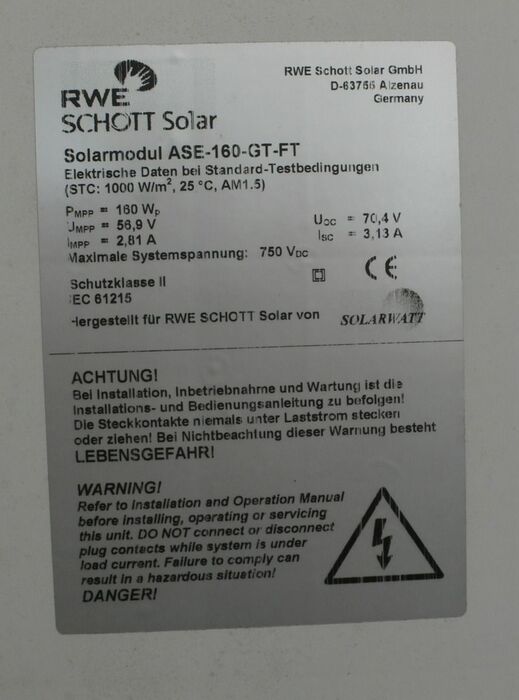 RWE
SCHOTT Solar
RWE Schott Solar GmbH
D-63755 Alzenau
Germany
Solarmodul ASE-160-GT-FT
Elektrische Daten bei Standard-Testbedingungen
(STC: 1000 W/m², 25 °C, AM1.5)
PMPP = 160 Wp
UMPP = 56,9 V
IMPP = 2,81 A
UOC = 70,4 V
ISC = 3,13 A
Maximale Systemspannung: 750 VDC
Schutzklasse II
IEC 61215
CE
Hergestellt für RWE SCHOTT Solar von
SOLARWATT
ACHTUNG!
Bei Installation, Inbetriebnahme und Wartung ist die
Installations- und Bedienungsanleitung zu befolgen!
Die Steckkontakte niemals unter Laststrom stecken
oder ziehen! Bei Nichtbeachtung dieser Warnung besteht
LEBENSGEFAHR!
WARNING!
Refer to Installation and Operation Manual
before installing, operating or servicing
this unit. DO NOT connect or disconnect
plug contacts while system is under
load current. Failure to comply can
result in a hazardous situation!
DANGER!